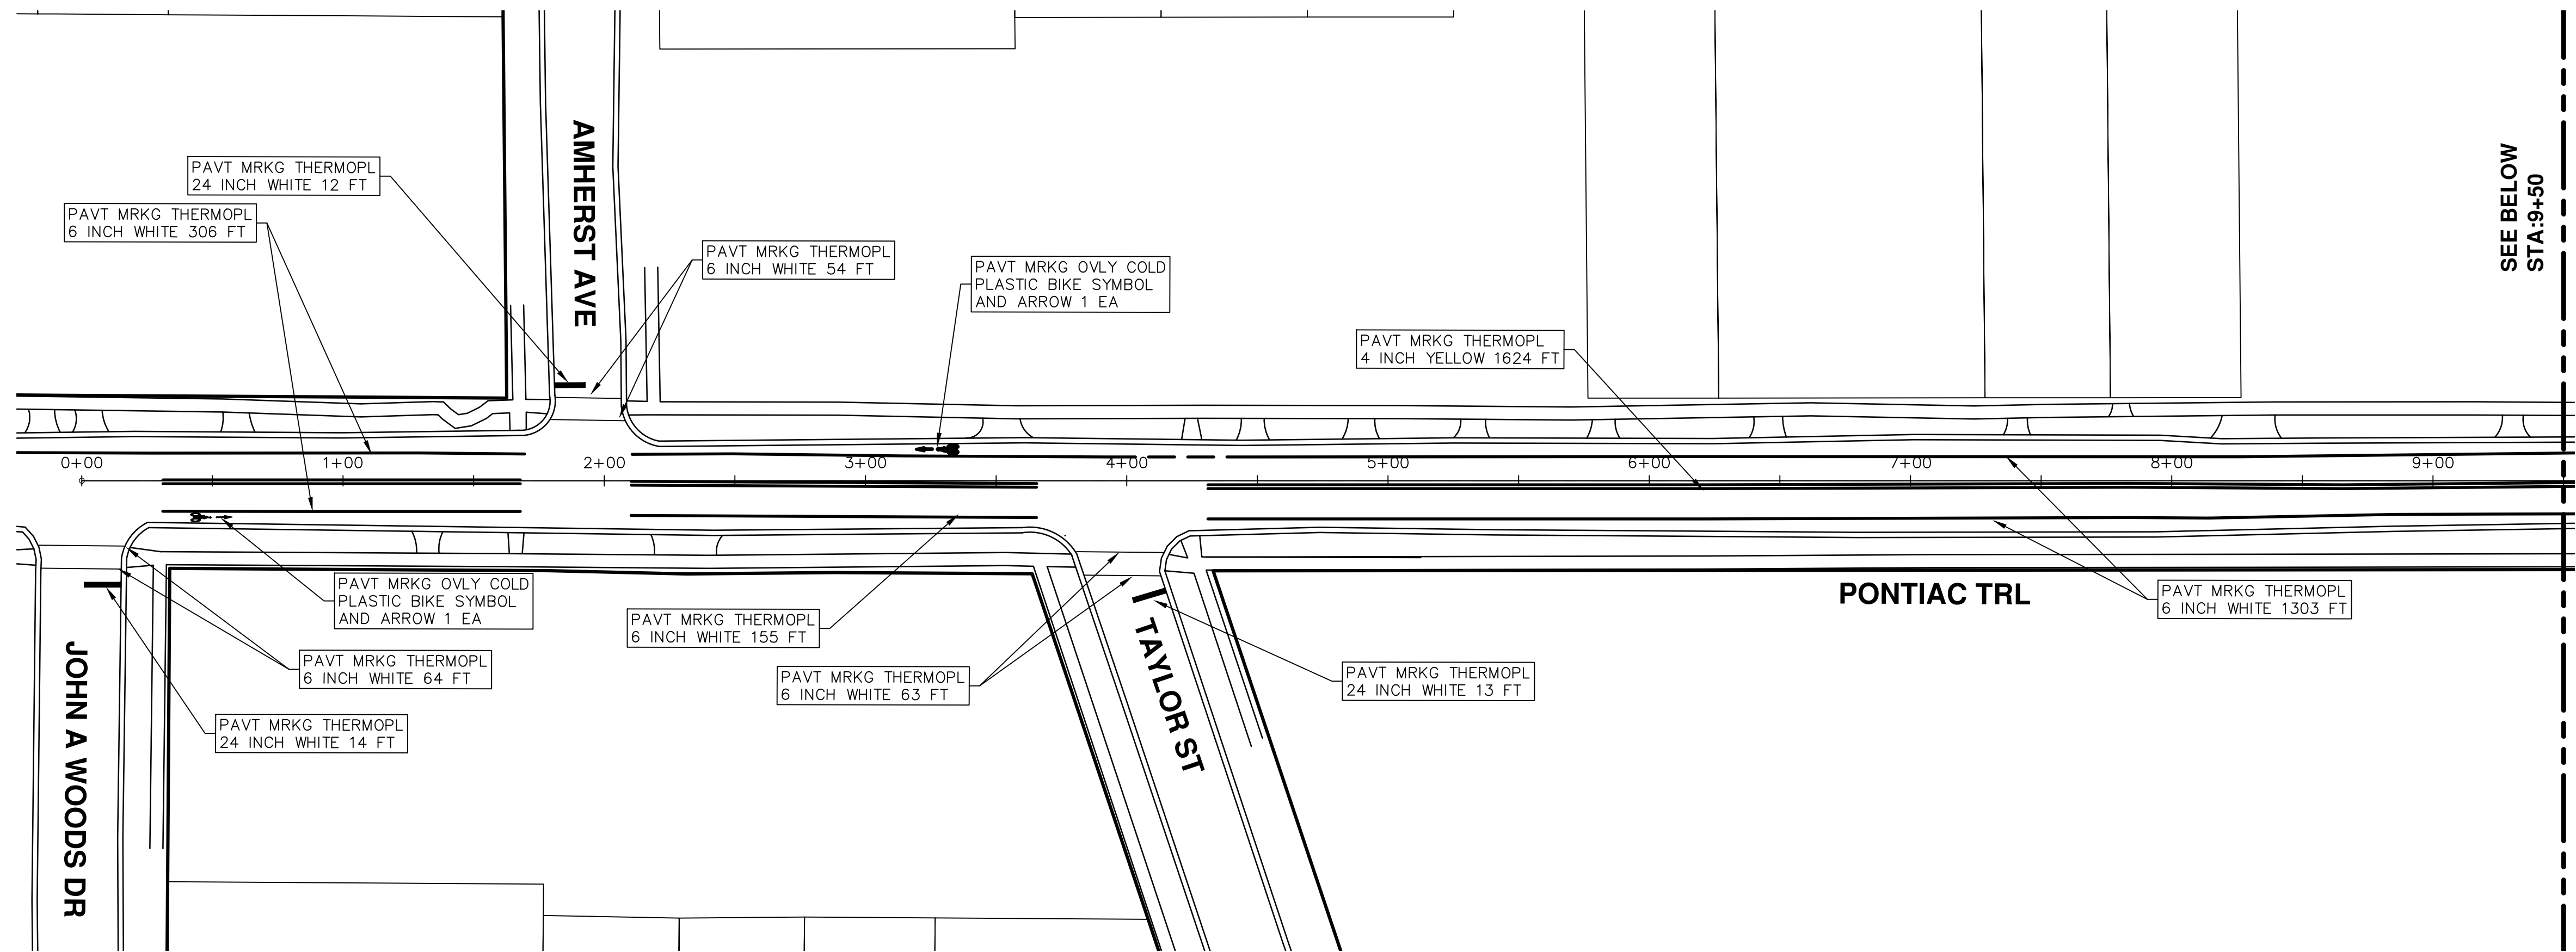 PAVT MRKG THERMOPL
24 INCH WHITE 12 FT
PAVT MRKG THERMOPL
6 INCH WHITE 306 FT
AMHERST AVE
PAVT MRKG THERMOPL
6 INCH WHITE 54 FT
PAVT MRKG OVLY COLD
PLASTIC BIKE SYMBOL
AND ARROW 1 EA
PAVT MRKG THERMOPL
4 INCH YELLOW 1624 FT
SEE BELOW
STA:9+50
0+00
1+00
2+00
3+00
4+00
5+00
6+00
7+00
8+00
9+00
PAVT MRKG OVLY COLD
PLASTIC BIKE SYMBOL
AND ARROW 1 EA
PAVT MRKG THERMOPL
6 INCH WHITE 155 FT
PONTIAC TRL
PAVT MRKG THERMOPL
6 INCH WHITE 1303 FT
JOHN A WOODS DR
PAVT MRKG THERMOPL
6 INCH WHITE 64 FT
PAVT MRKG THERMOPL
6 INCH WHITE 63 FT
TAYLOR ST
PAVT MRKG THERMOPL
24 INCH WHITE 13 FT
PAVT MRKG THERMOPL
24 INCH WHITE 14 FT